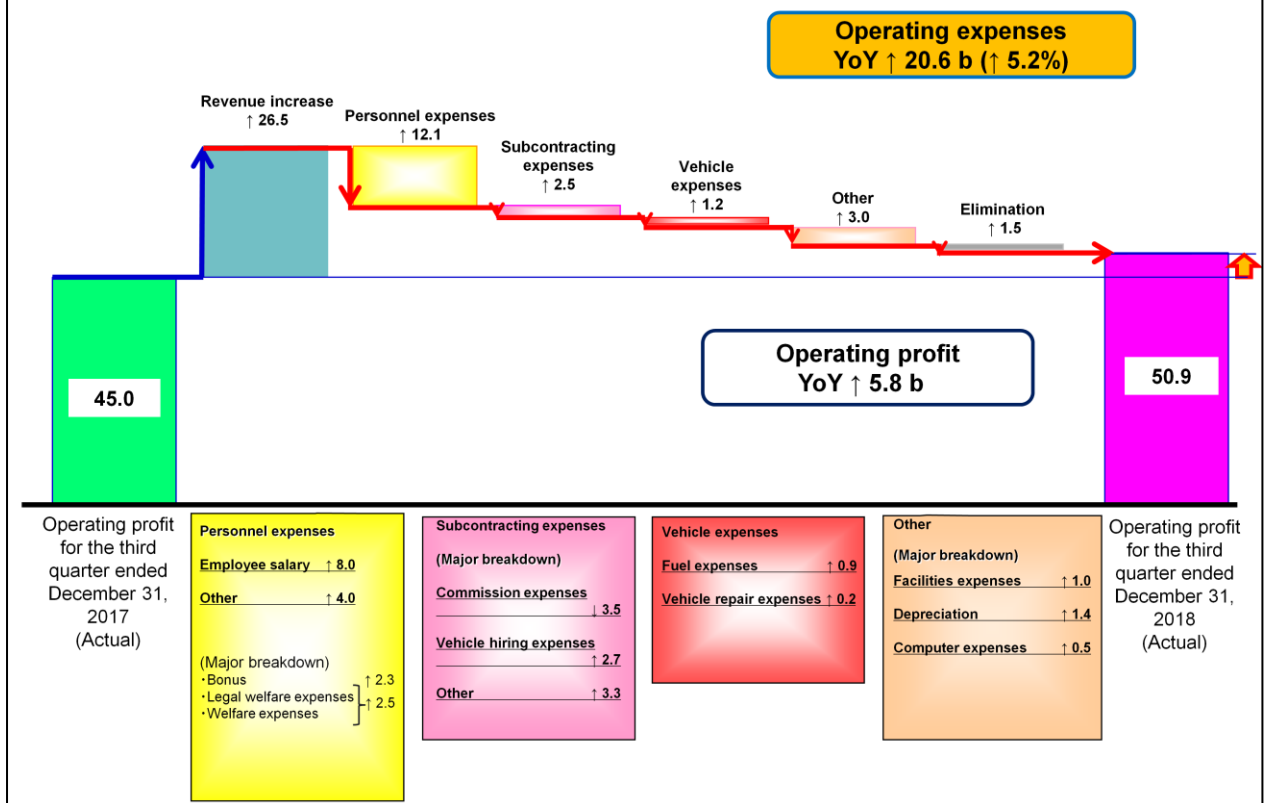 Operating expenses
YoY ↑ 20.6 b (↑ 5.2%)
Revenue increase
↑ 26.5
Personnel expenses
↑ 12.1
Subcontracting
expenses
↑ 2.5
Vehicle
expenses
↑ 1.2
Other
↑ 3.0
Elimination
↑ 1.5
Operating profit
YoY ↑ 5.8 b
45.0
50.9
Operating profit
for the third
quarter ended
December 31,
2017
(Actual)
Personnel expenses
Employee salary ↑ 8.0
Other ↑ 4.0
(Major breakdown)
・Bonus ↑ 2.3
・Legal welfare expenses
・Welfare expenses
↑ 2.5
Subcontracting expenses
(Major breakdown)
Commission expenses
↓ 3.5
Vehicle hiring expenses
↑ 2.7
Other ↑ 3.3
Vehicle expenses
Fuel expenses ↑ 0.9
Vehicle repair expenses ↑ 0.2
Other
(Major breakdown)
Facilities expenses ↑ 1.0
Depreciation ↑ 1.4
Computer expenses ↑ 0.5
Operating profit
for the third
quarter ended
December 31,
2018
(Actual)